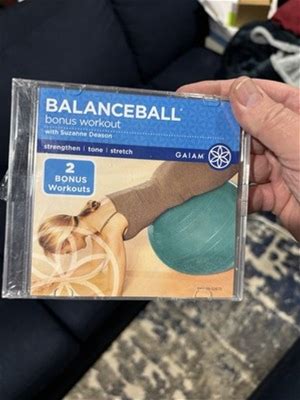 BALANCEBALL
bonus workout
with Suzanne Deason
strengthen | tone | stretch
GAIAM
2
BONUS
Workouts